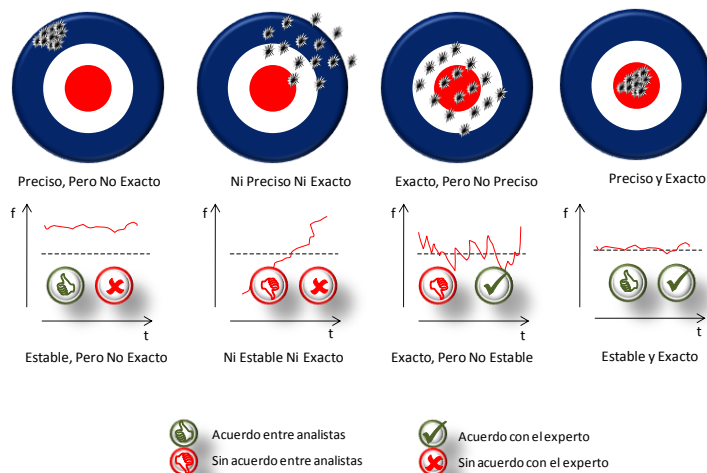 Preciso, Pero No Exacto
Ni Preciso Ni Exacto
Exacto, Pero No Preciso
Preciso y Exacto
f
f
f
f
t
t
t
t
Estable, Pero No Exacto
Ni Estable Ni Exacto
Exacto, Pero No Estable
Estable y Exacto
Acuerdo entre analistas
Acuerdo con el experto
Sin acuerdo entre analistas
Sin acuerdo con el experto